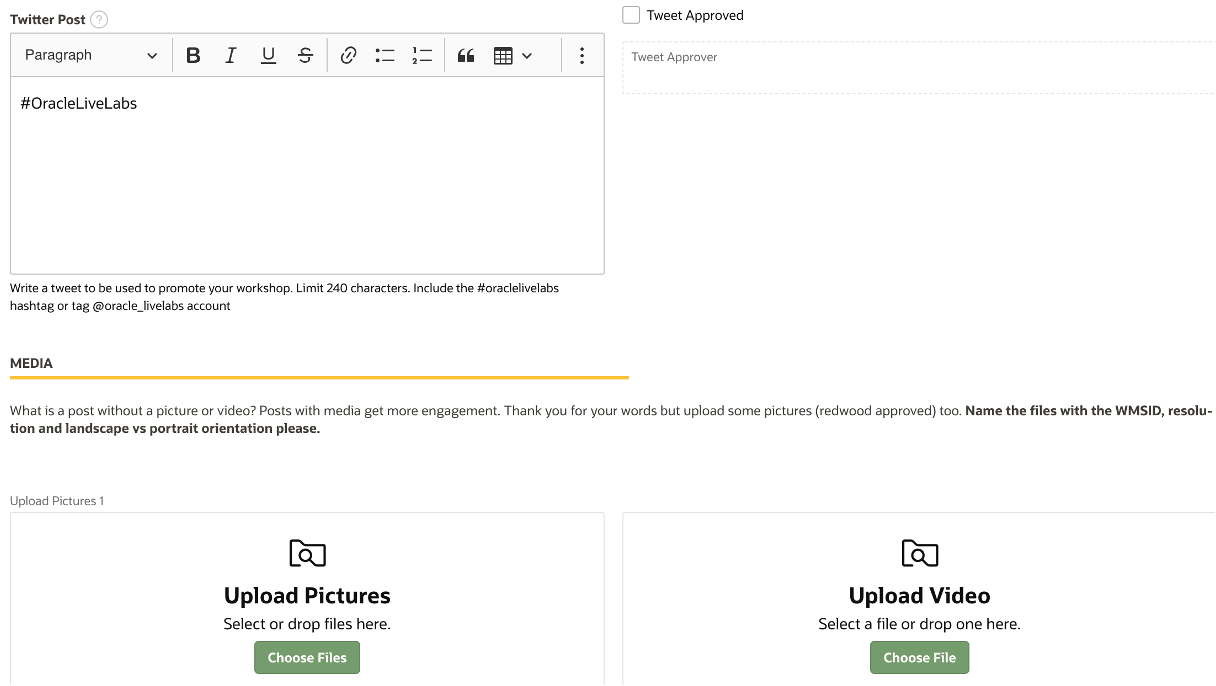 Twitter Post ?
Paragraph
B I U S
#OracleLiveLabs
Write a tweet to be used to promote your workshop. Limit 240 characters. Include the #oraclelivelabs
hashtag or tag @oracle_livelabs account
Tweet Approved
Tweet Approver
MEDIA
What is a post without a picture or video? Posts with media get more engagement. Thank you for your words but upload some pictures (redwood approved) too. Name the files with the WMSID, resolu-
tion and landscape vs portrait orientation please.
Upload Pictures 1
Upload Pictures
Select or drop files here.
Choose Files
Upload Video
Select a file or drop one here.
Choose File